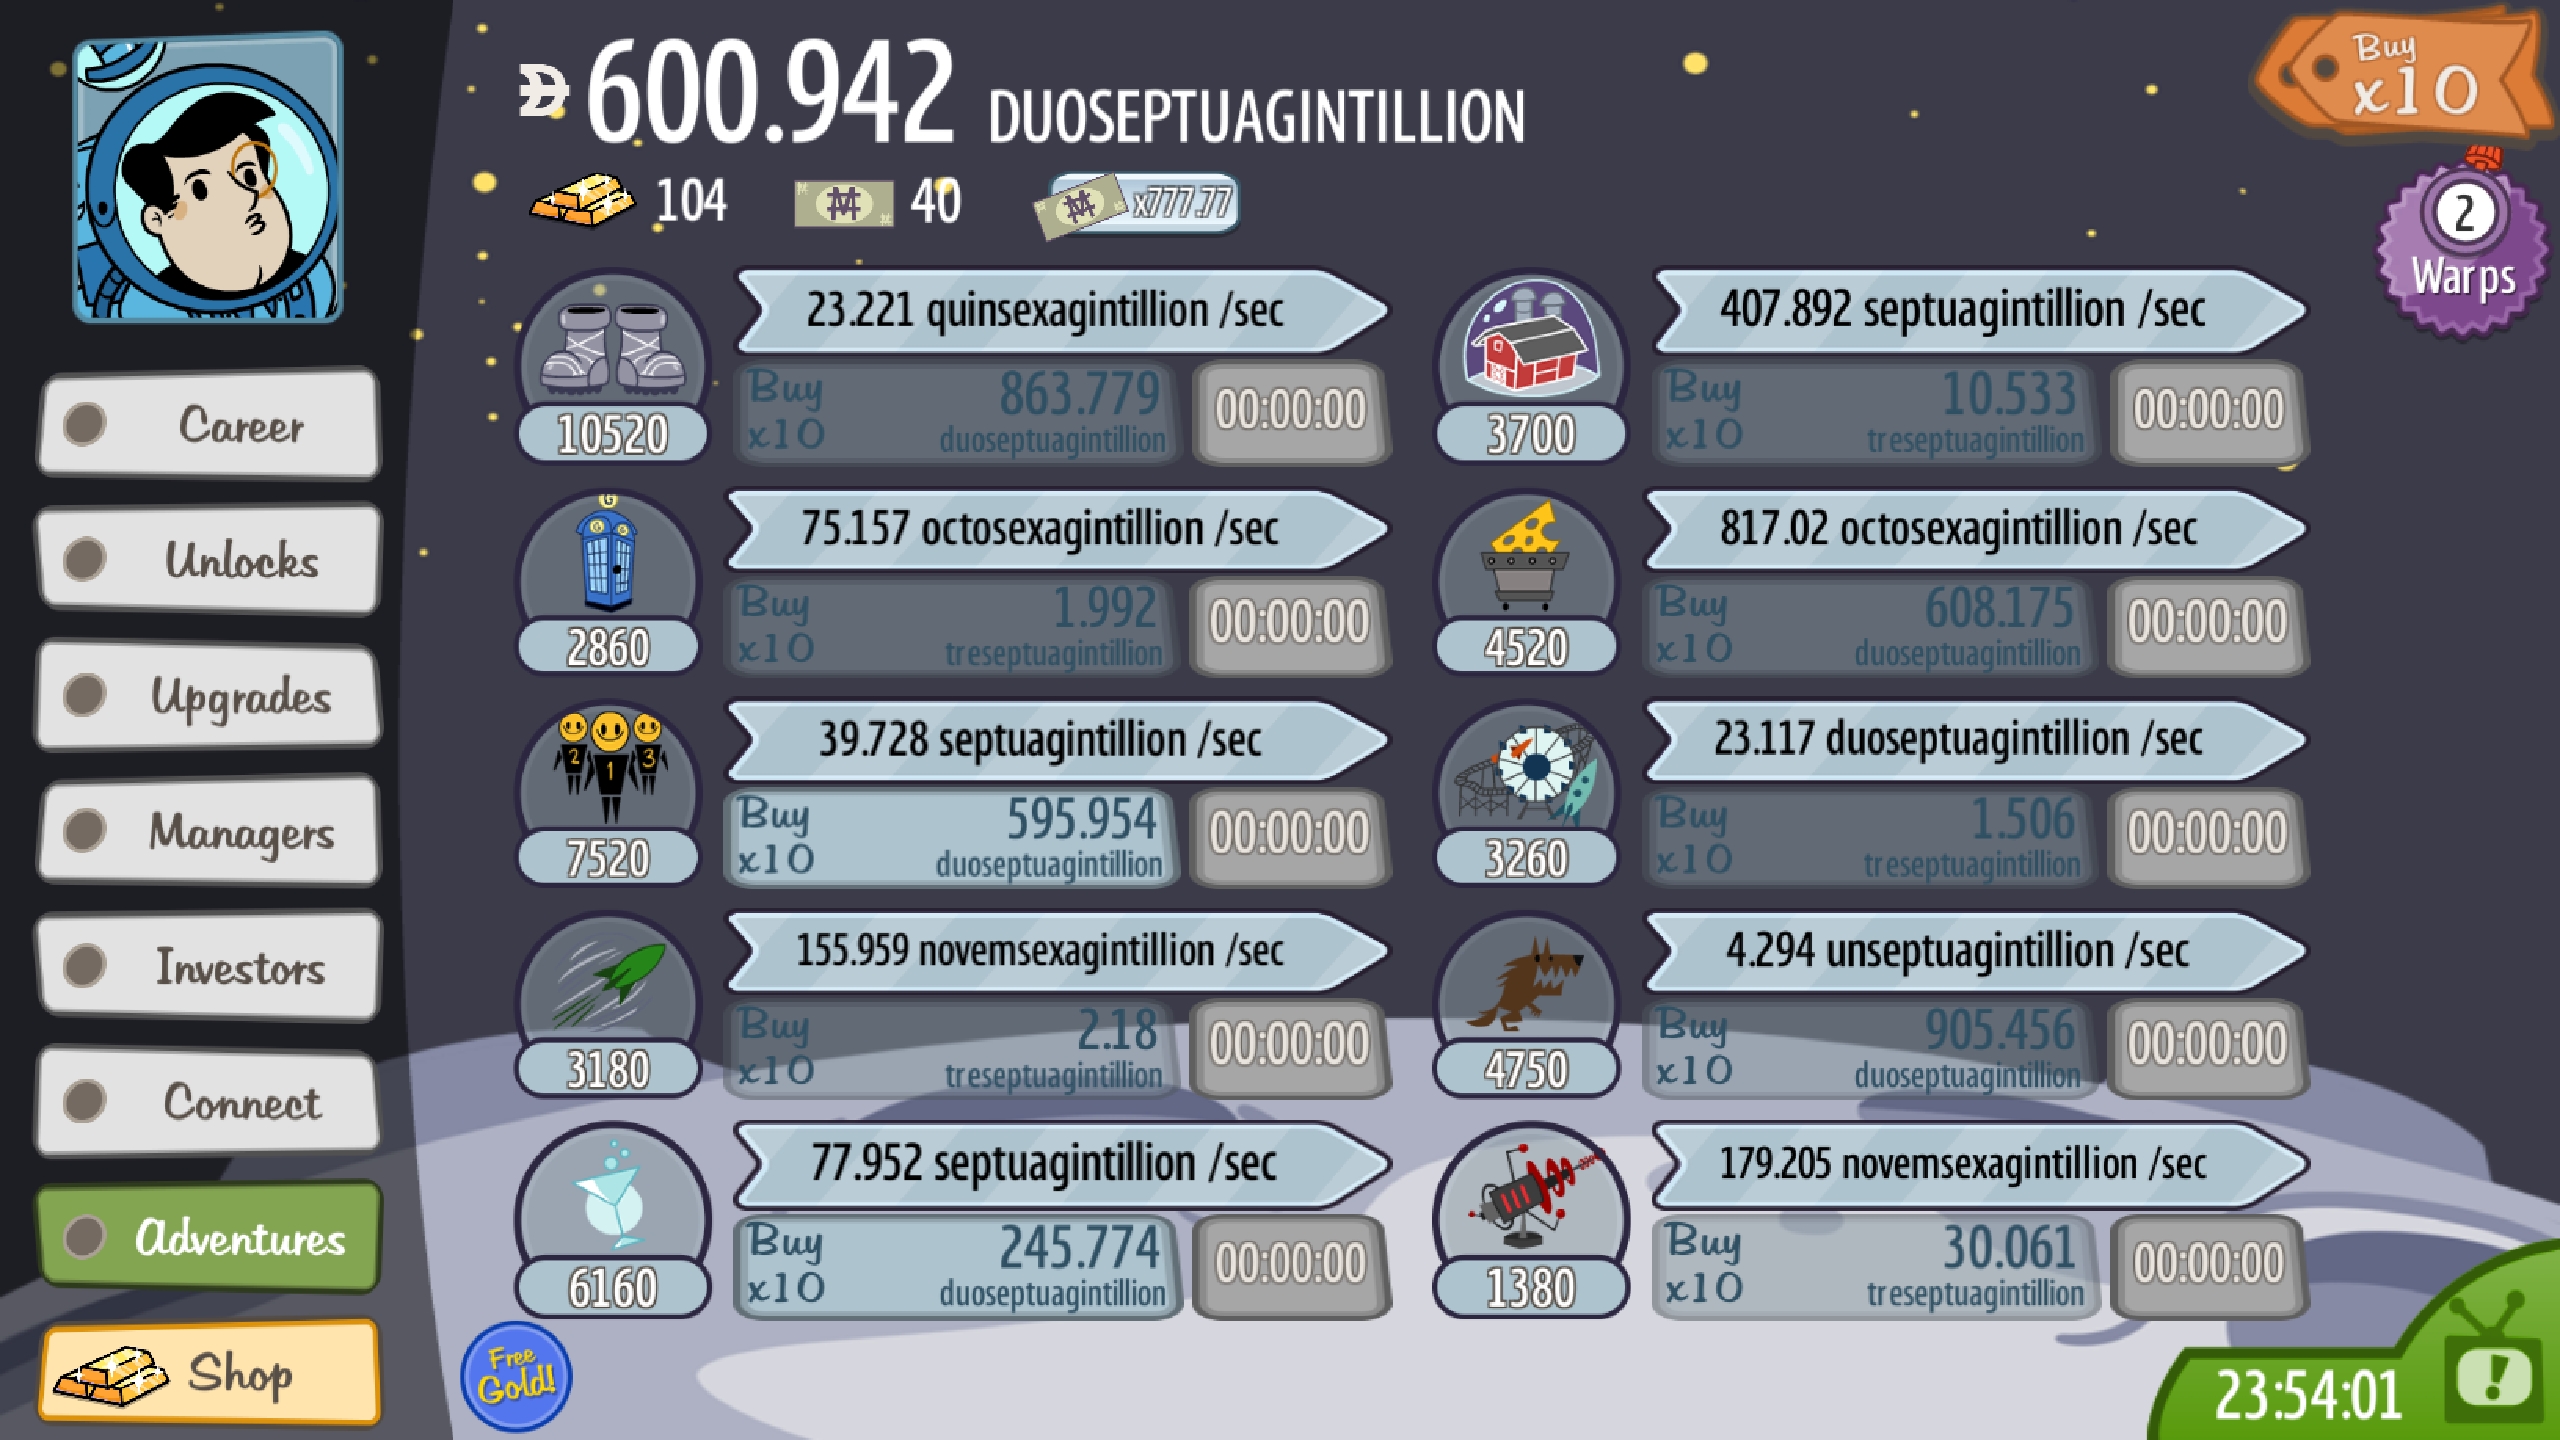 600.942 DUOSEPTUAGINTILLION
Buy
x10
104
40
x777.77
2
Warps
Career
Unlocks
Upgrades
Managers
Investors
Connect
Adventures
Shop
23.221 quinsexagintillion /sec
Buy 863.779
x10 duoseptuagintillion
00:00:00
10520
407.892 septuagintillion /sec
Buy 10.533
x10 treseptuagintillion
00:00:00
3700
G
75.157 octosexagintillion /sec
Buy 1.992
x10 treseptuagintillion
00:00:00
2860
817.02 octosexagintillion /sec
Buy 608.175
x10 duoseptuagintillion
00:00:00
4520
39.728 septuagintillion /sec
2 1 3
Buy 595.954
x10 duoseptuagintillion
00:00:00
7520
23.117 duoseptuagintillion /sec
Buy 1.506
x10 treseptuagintillion
00:00:00
3260
155.959 novemsexagintillion /sec
Buy 2.18
x10 treseptuagintillion
00:00:00
3180
4.294 unseptuagintillion /sec
Buy 905.456
x10 duoseptuagintillion
00:00:00
4750
77.952 septuagintillion /sec
Buy 245.774
x10 duoseptuagintillion
00:00:00
6160
179.205 novemsexagintillion /sec
Buy 30.061
x10 treseptuagintillion
00:00:00
1380
Free
Gold!
23:54:01
!